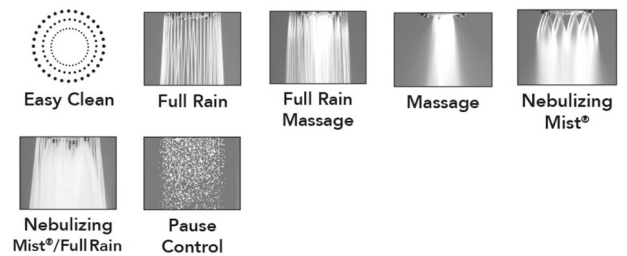 Easy Clean
Full Rain
Full Rain
Massage
Massage
Nebulizing
Mist®
Nebulizing
Mist®/Full Rain
Pause
Control